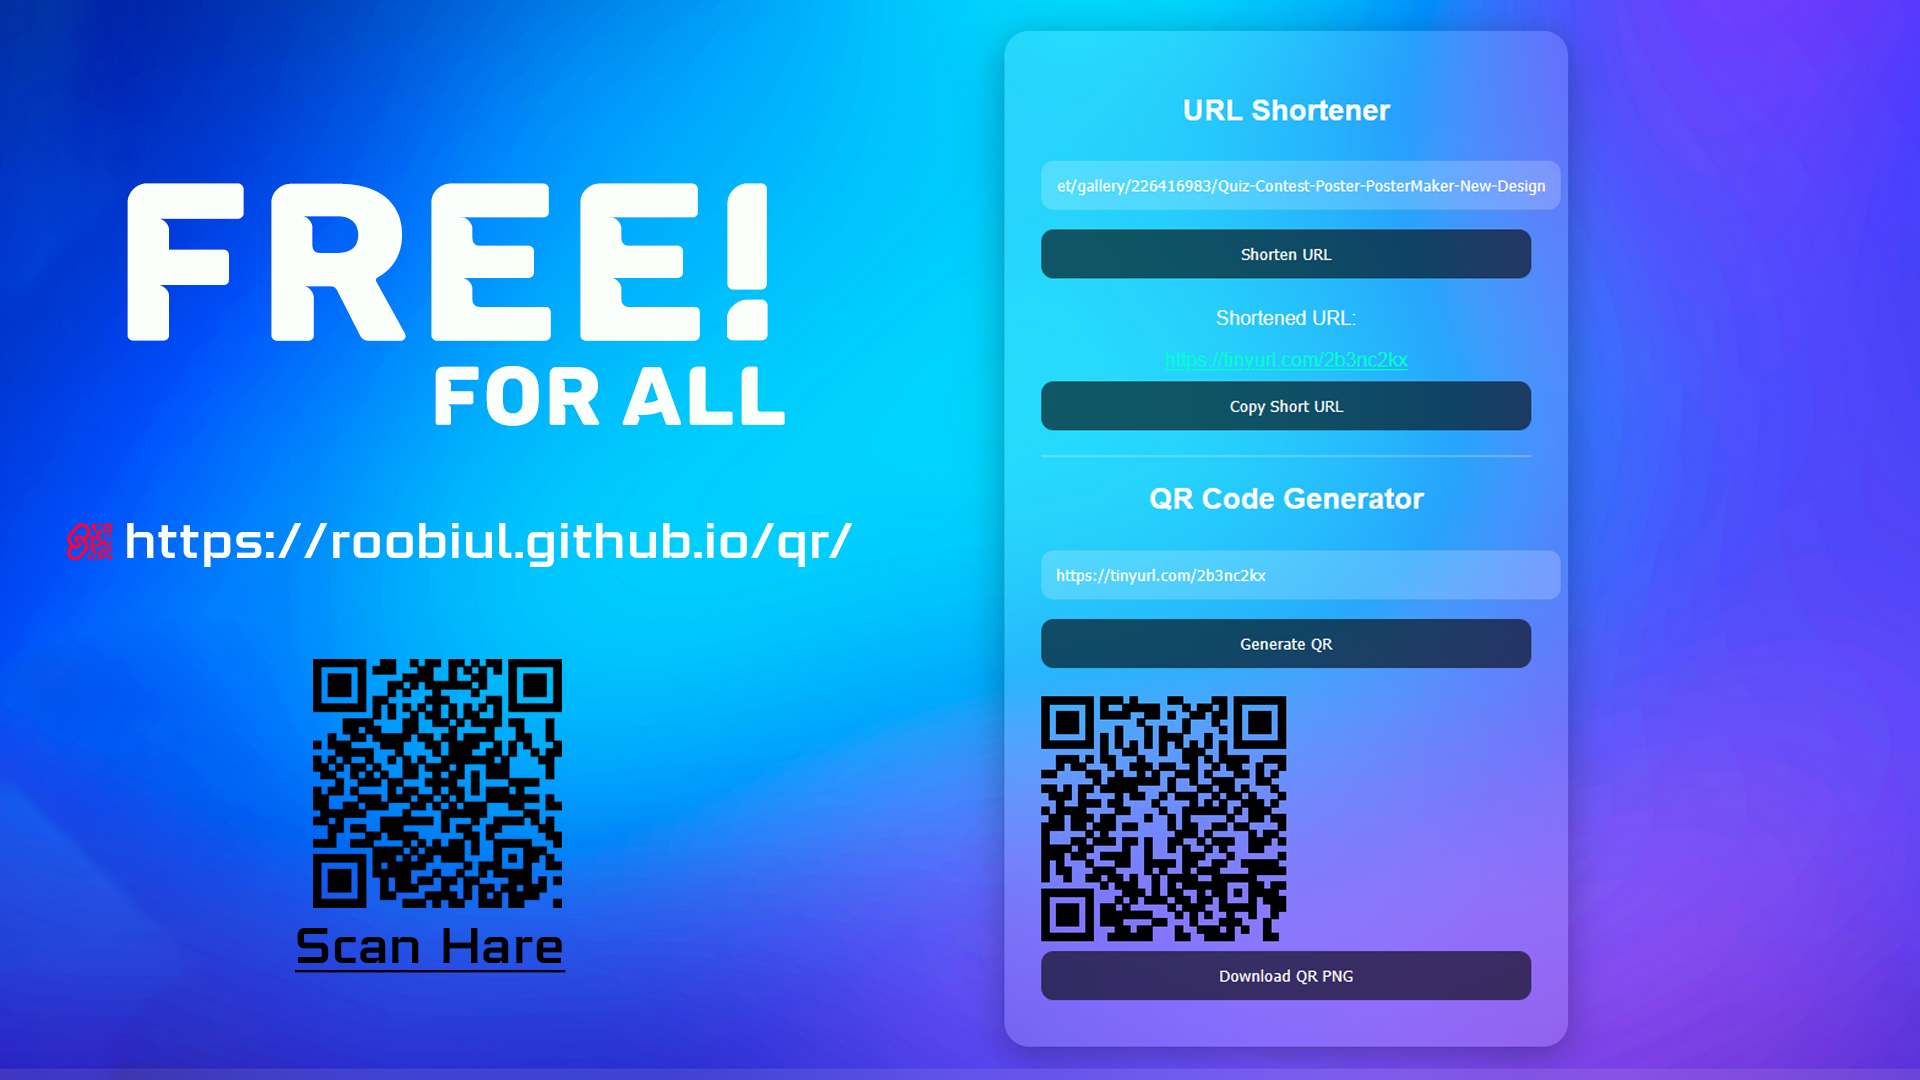 FREE!
FOR ALL
https://roobiul.github.io/qr/
Scan Hare
URL Shortener
et/gallery/226416983/Quiz-Contest-Poster-PosterMaker-New-Design
Shorten URL
Shortened URL:
https://tinyurl.com/2b3nc2kx
Copy Short URL
QR Code Generator
https://tinyurl.com/2b3nc2kx
Generate QR
Download QR PNG